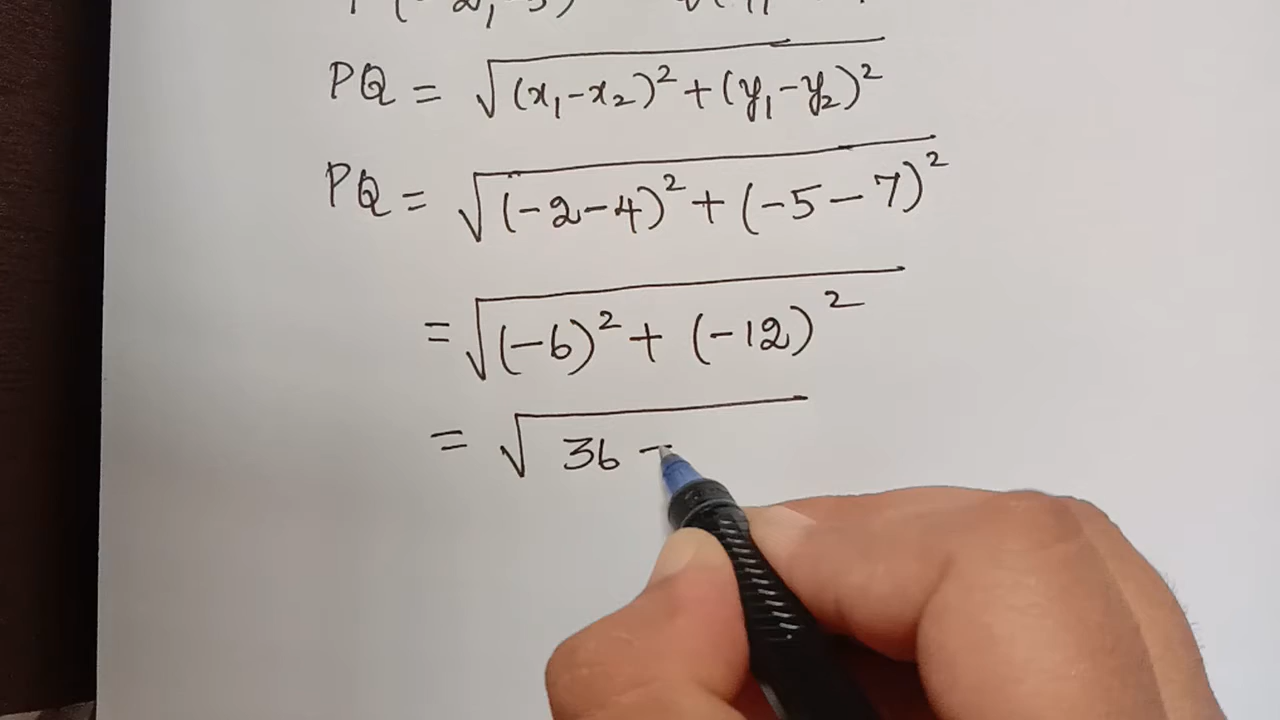 PQ = √(x₁-x₂)²+(y₁-y₂)²
PQ = √(-2-4)²+(-5-7)²
= √(-6)²+(-12)²
= √36 -